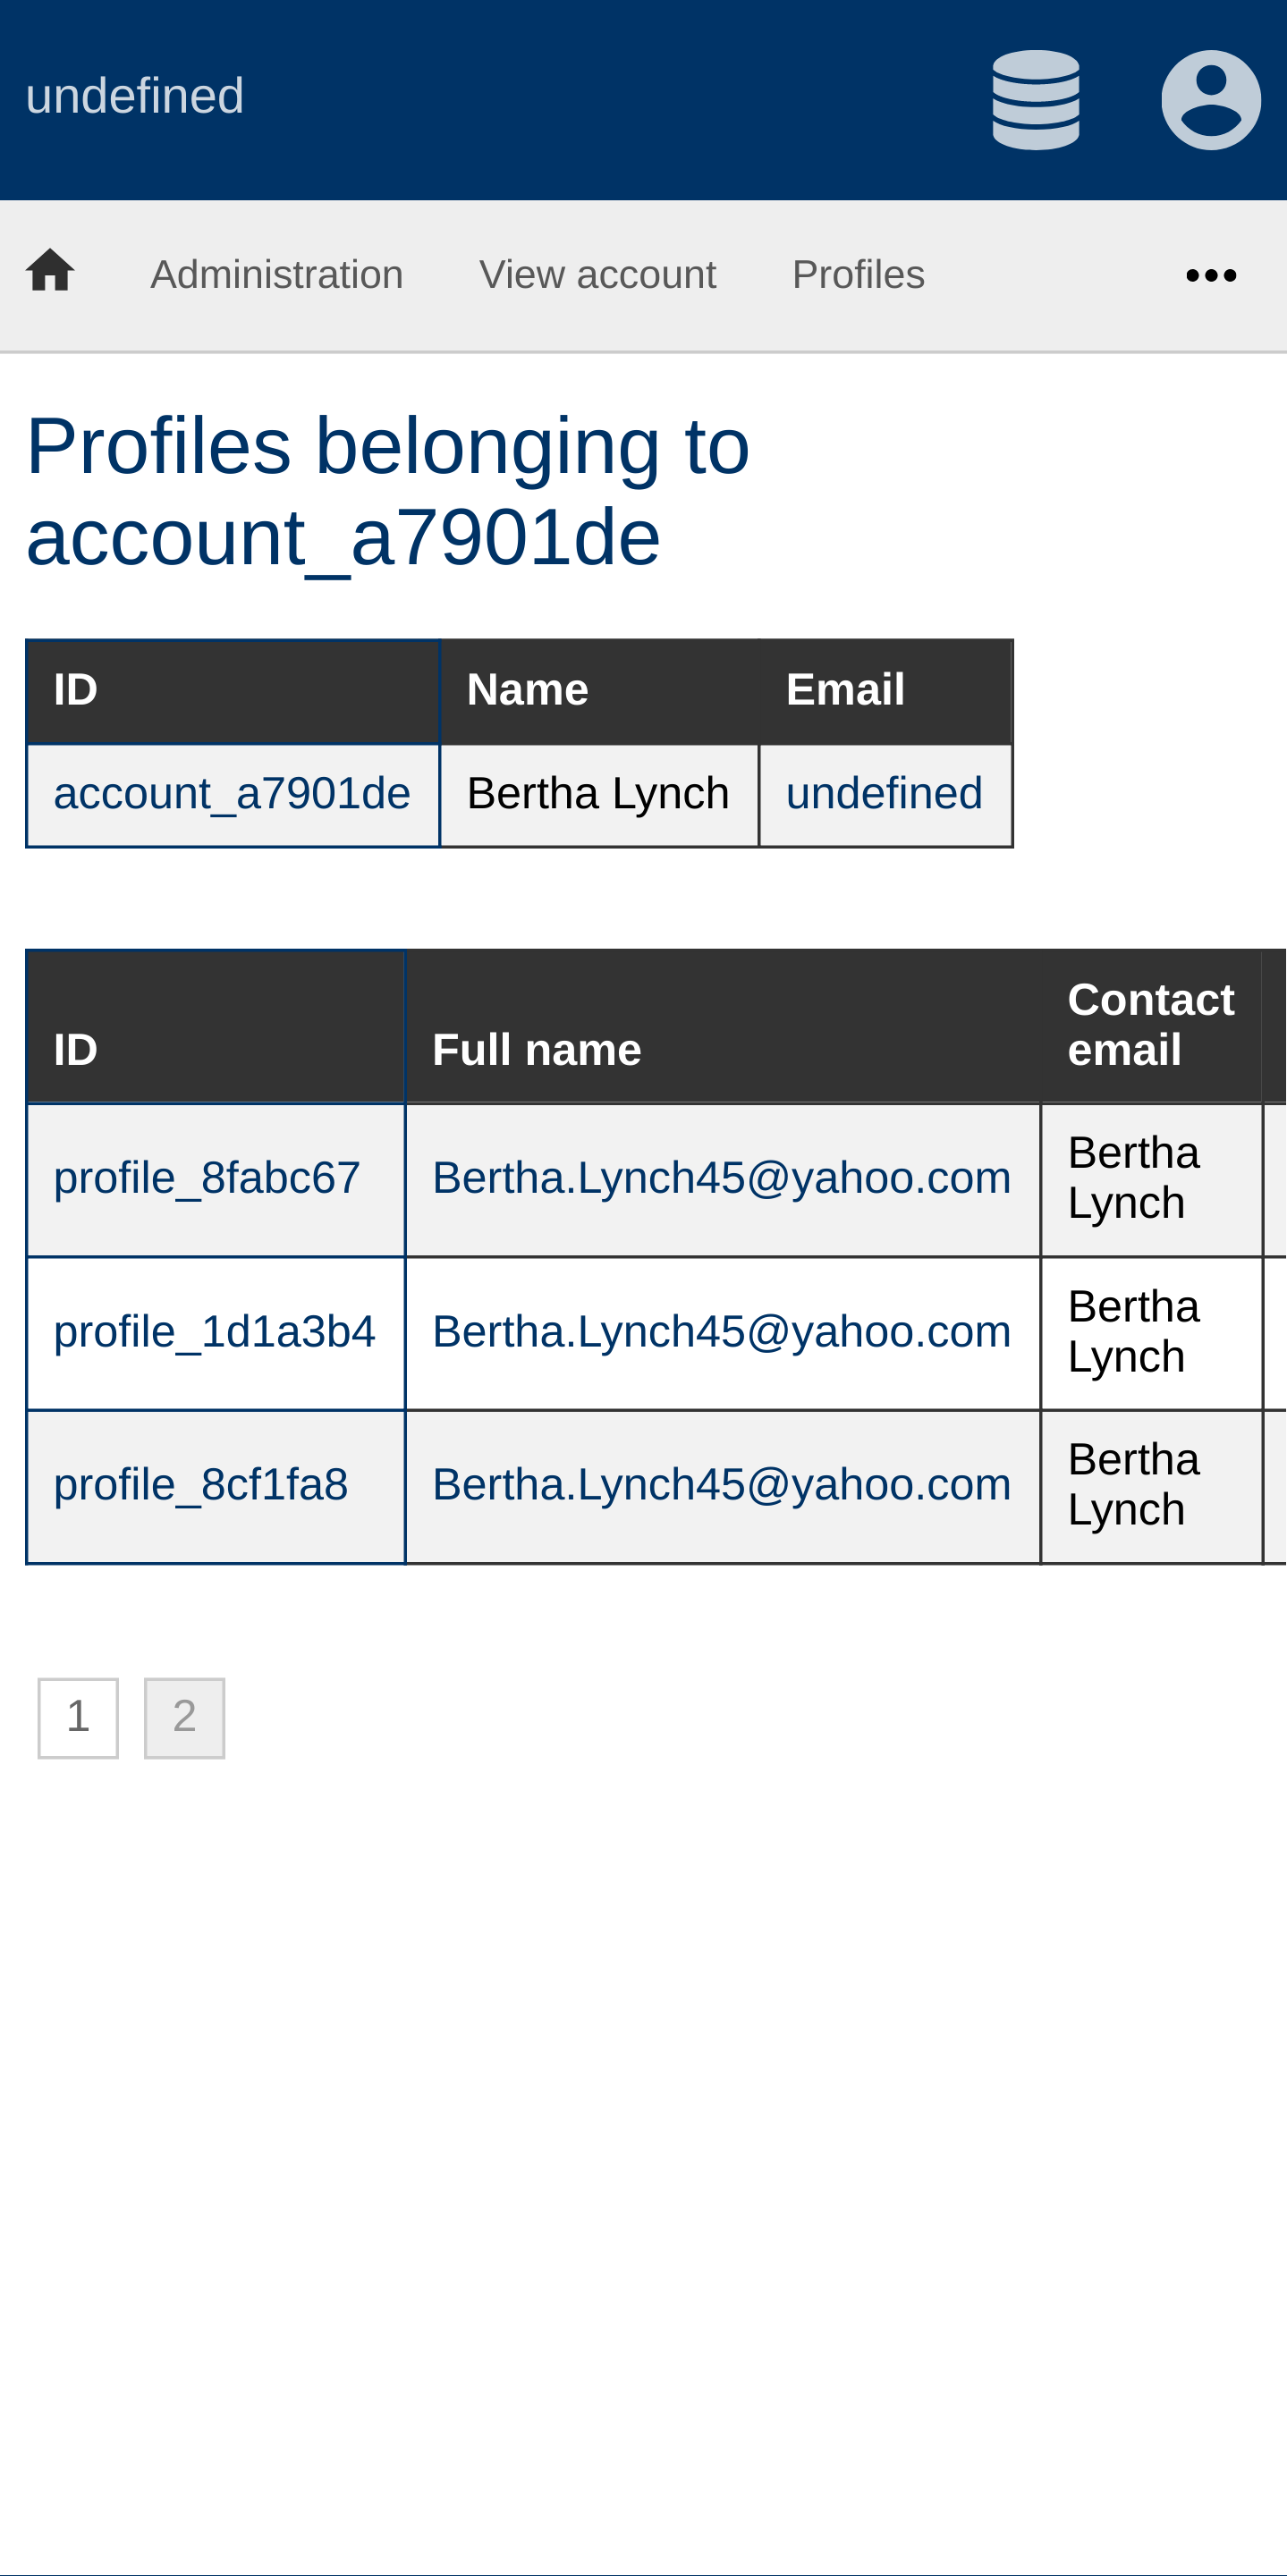 undefined
Administration View account Profiles
Profiles belonging to
account_a7901de
ID Name Email
account_a7901de Bertha Lynch undefined
ID Full name Contact email
profile_8fabc67 Bertha.Lynch45@yahoo.com Bertha Lynch
profile_1d1a3b4 Bertha.Lynch45@yahoo.com Bertha Lynch
profile_8cf1fa8 Bertha.Lynch45@yahoo.com Bertha Lynch
1 2